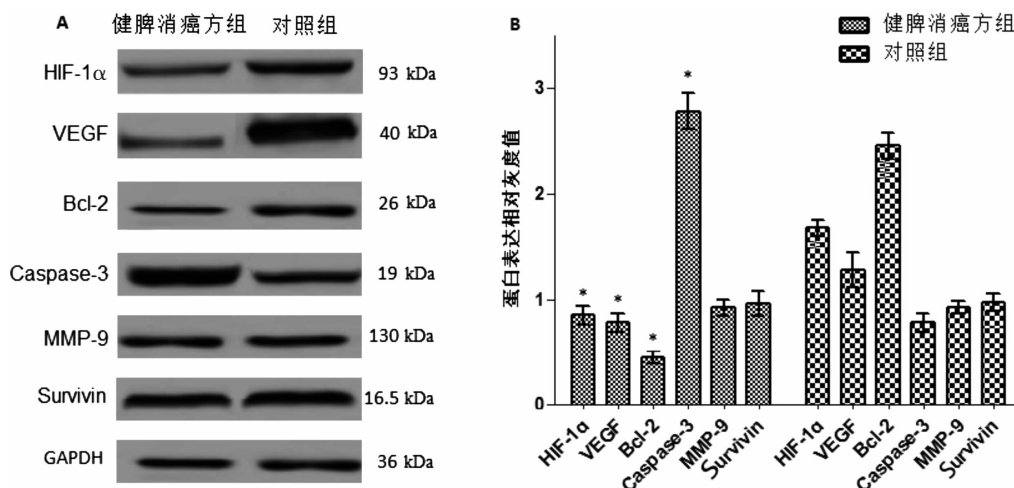 A
健脾消癌方组 对照组
HIF-1α 93 kDa
VEGF 40 kDa
Bcl-2 26 kDa
Caspase-3 19 kDa
MMP-9 130 kDa
Survivin 16.5 kDa
GAPDH 36 kDa
B
健脾消癌方组
对照组
蛋白表达相对灰度值
3
2
1
0
*
*
*
*
HIF-1α
VEGF
Bcl-2
Caspase-3
MMP-9
Survivin
HIF-1α
VEGF
Bcl-2
Caspase-3
MMP-9
Survivin